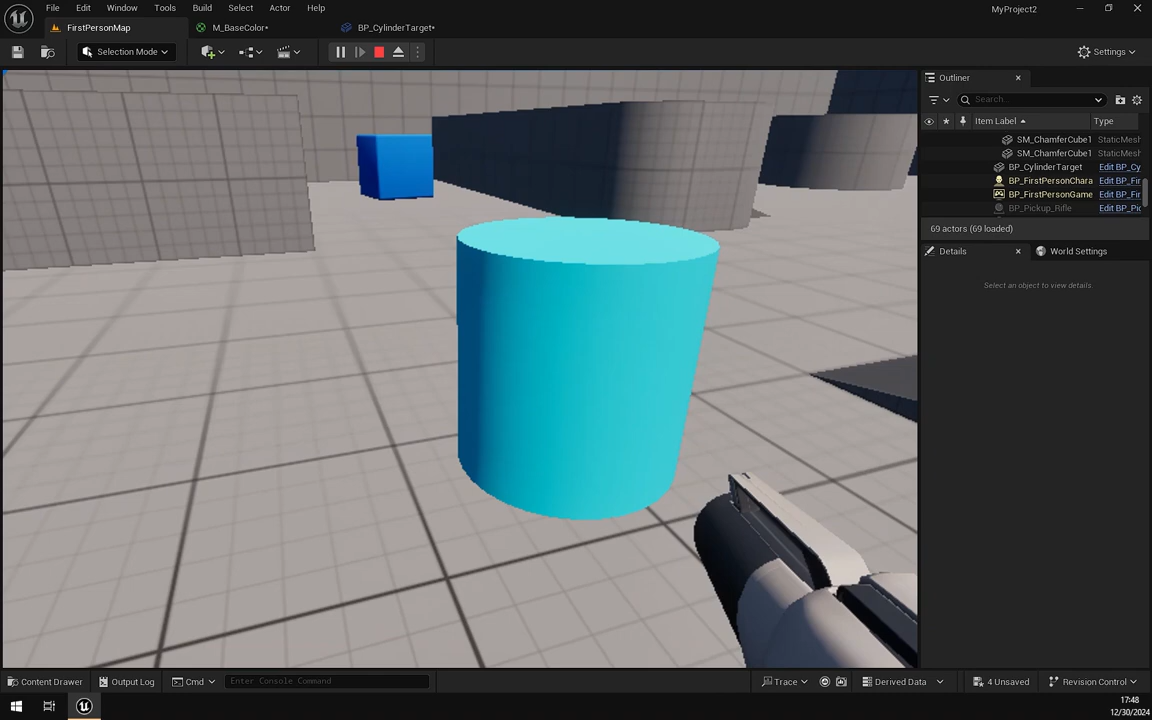 File Edit Window Tools Build Select Actor Help
MyProject2
FirstPersonMap
M_BaseColor*
BP_CylinderTarget*
Selection Mode
Settings
Outliner
Search...
Item Label
Type
SM_ChamferCube1 StaticMesh
SM_ChamferCube1 StaticMesh
BP_CylinderTarget Edit BP_Cy
BP_FirstPersonChara Edit BP_Fir
BP_FirstPersonGame Edit BP_Fir
BP_Pickup_Rifle Edit BP_Pic
69 actors (69 loaded)
Details
World Settings
Select an object to view details
Content Drawer
Output Log
Cmd
Enter Console Command
Trace
Derived Data
4 Unsaved
Revision Control
17:48
12/30/2024